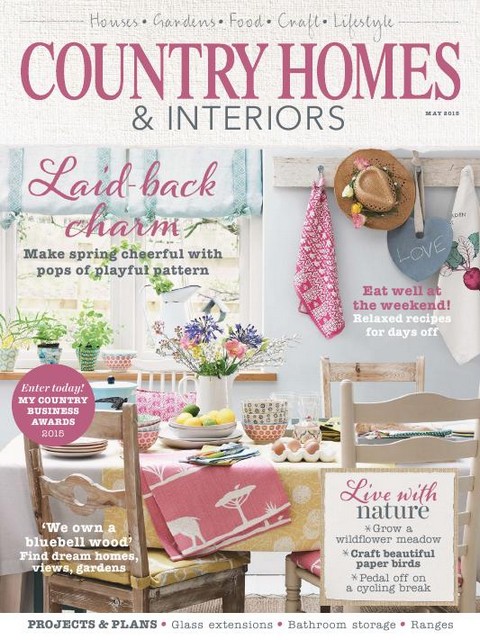 Houses • Gardens • Food • Craft • Lifestyle
COUNTRY HOMES
& INTERIORS
MAY 2015
Laid-back
charm
Make spring cheerful with
pops of playful pattern
LOVE
Eat well at
the weekend!
Relaxed recipes
for days off
Enter today!
MY COUNTRY
BUSINESS
AWARDS
2015
'We own a
bluebell wood'
Find dream homes,
views, gardens
Live with
nature
*Grow a
wildflower meadow
*Craft beautiful
paper birds
*Pedal off on
a cycling break
PROJECTS & PLANS • Glass extensions • Bathroom storage • Ranges